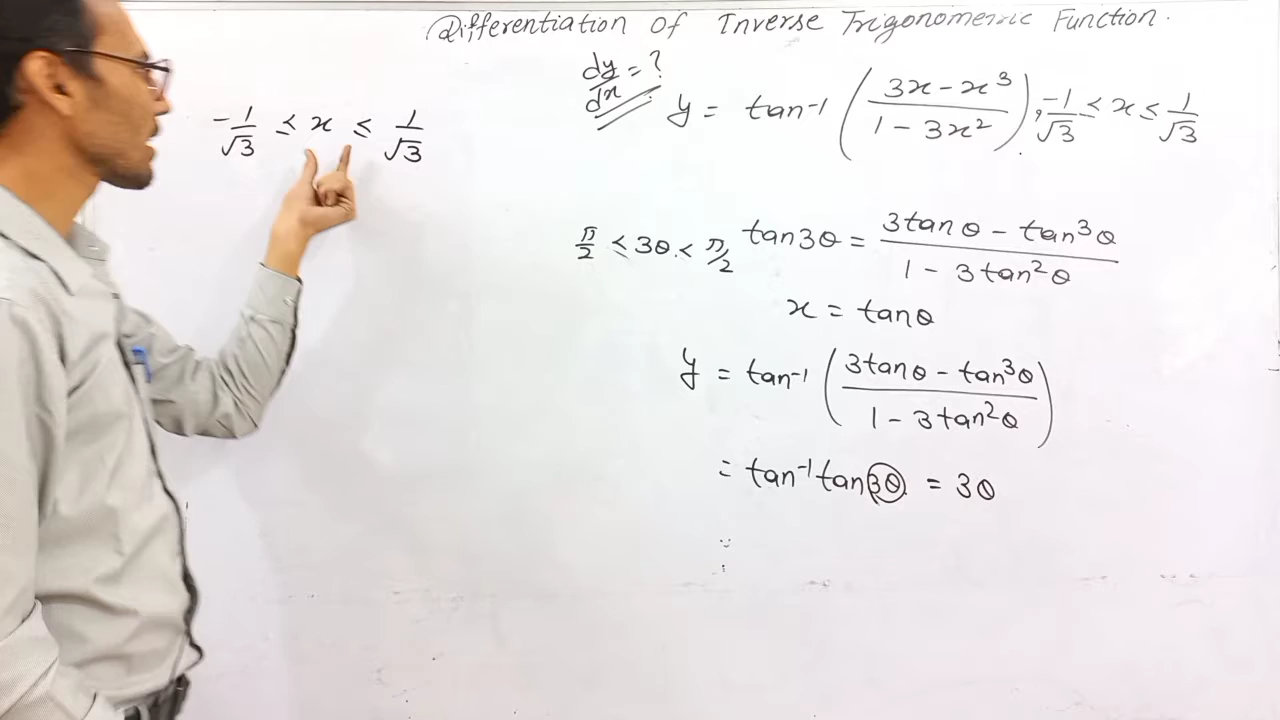 Differentiation of Inverse Trigonometric Function.
dy/dx = ?
y = tan⁻¹ ( (3x - x³) / (1 - 3x²) ), -1/√3 ≤ x ≤ 1/√3
-1/√3 ≤ x ≤ 1/√3
π/2 ≤ 3θ < π/2
tan3θ = (3tanθ - tan³θ) / (1 - 3tan²θ)
x = tanθ
y = tan⁻¹ ( (3tanθ - tan³θ) / (1 - 3tan²θ) )
= tan⁻¹ tan3θ = 3θ